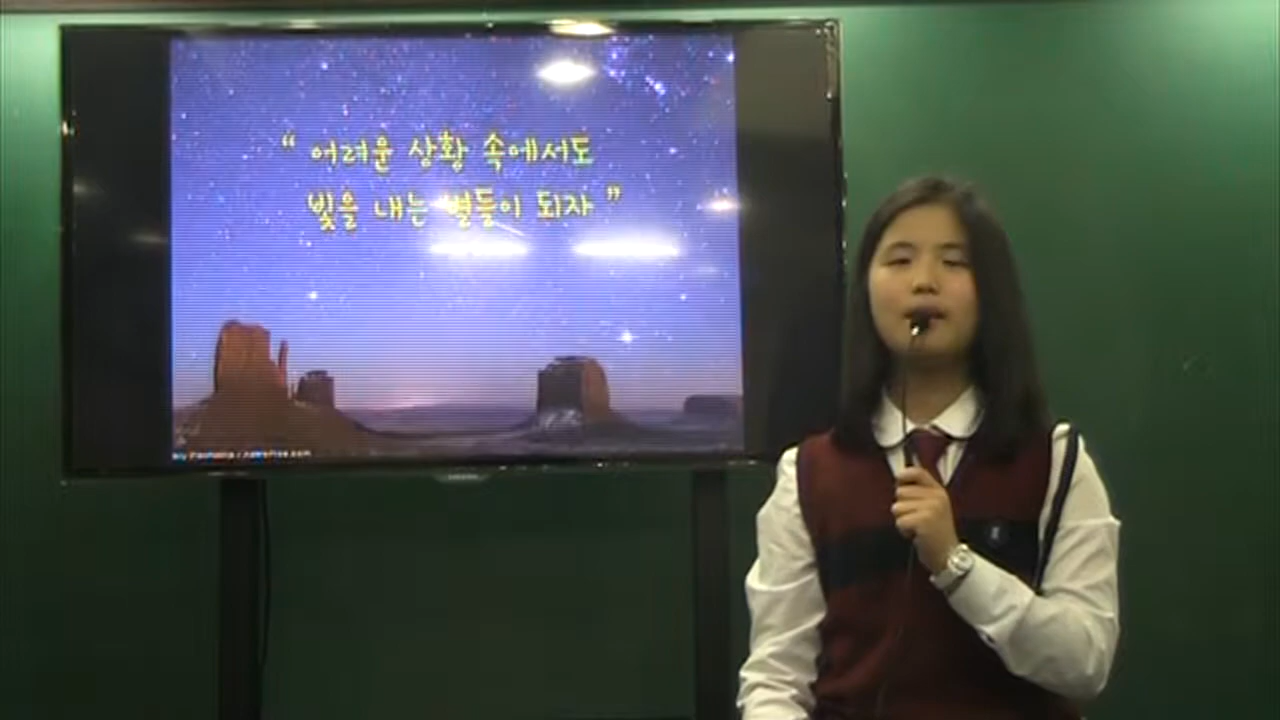 “ 어려운 상황 속에서도
빛을 내는 별들이 되자 ”